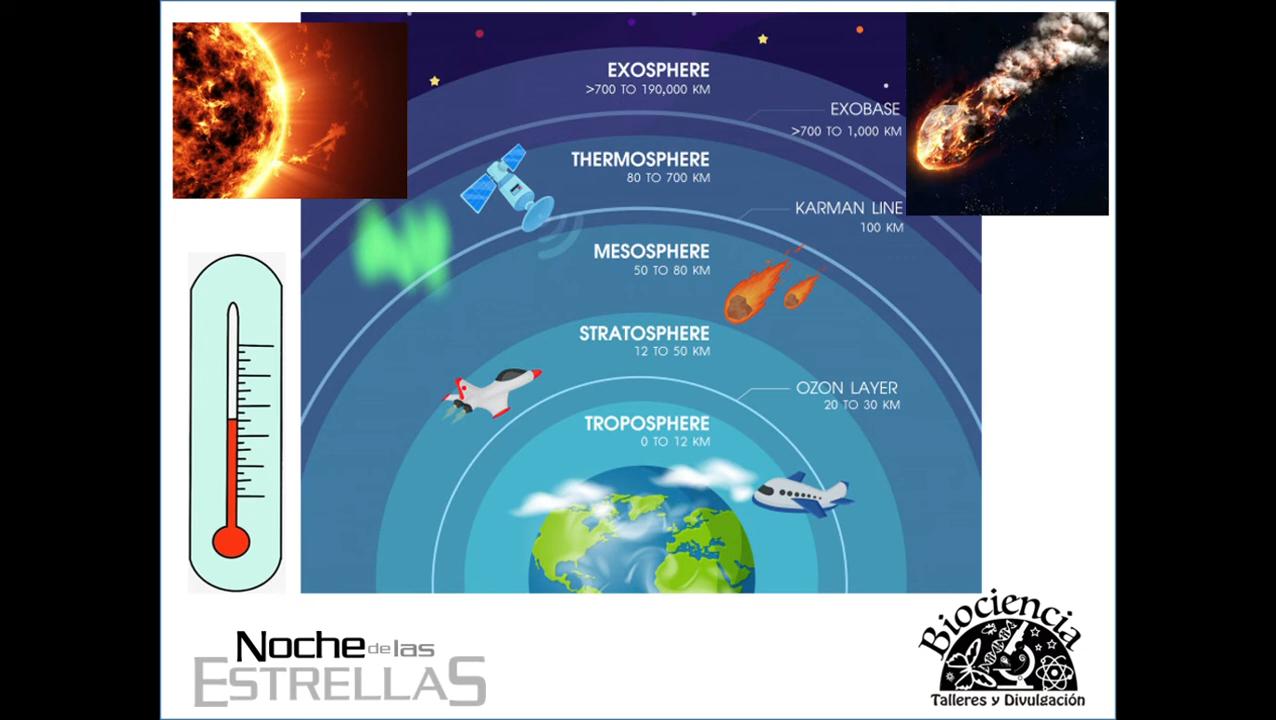 EXOSPHERE
>700 TO 190,000 KM
EXOBASE
>700 TO 1,000 KM
THERMOSPHERE
80 TO 700 KM
KARMAN LINE
100 KM
MESOSPHERE
50 TO 80 KM
STRATOSPHERE
12 TO 50 KM
OZON LAYER
20 TO 30 KM
TROPOSPHERE
0 TO 12 KM
Noche de las
ESTRELLAS
Biociencia
Talleres y Divulgación